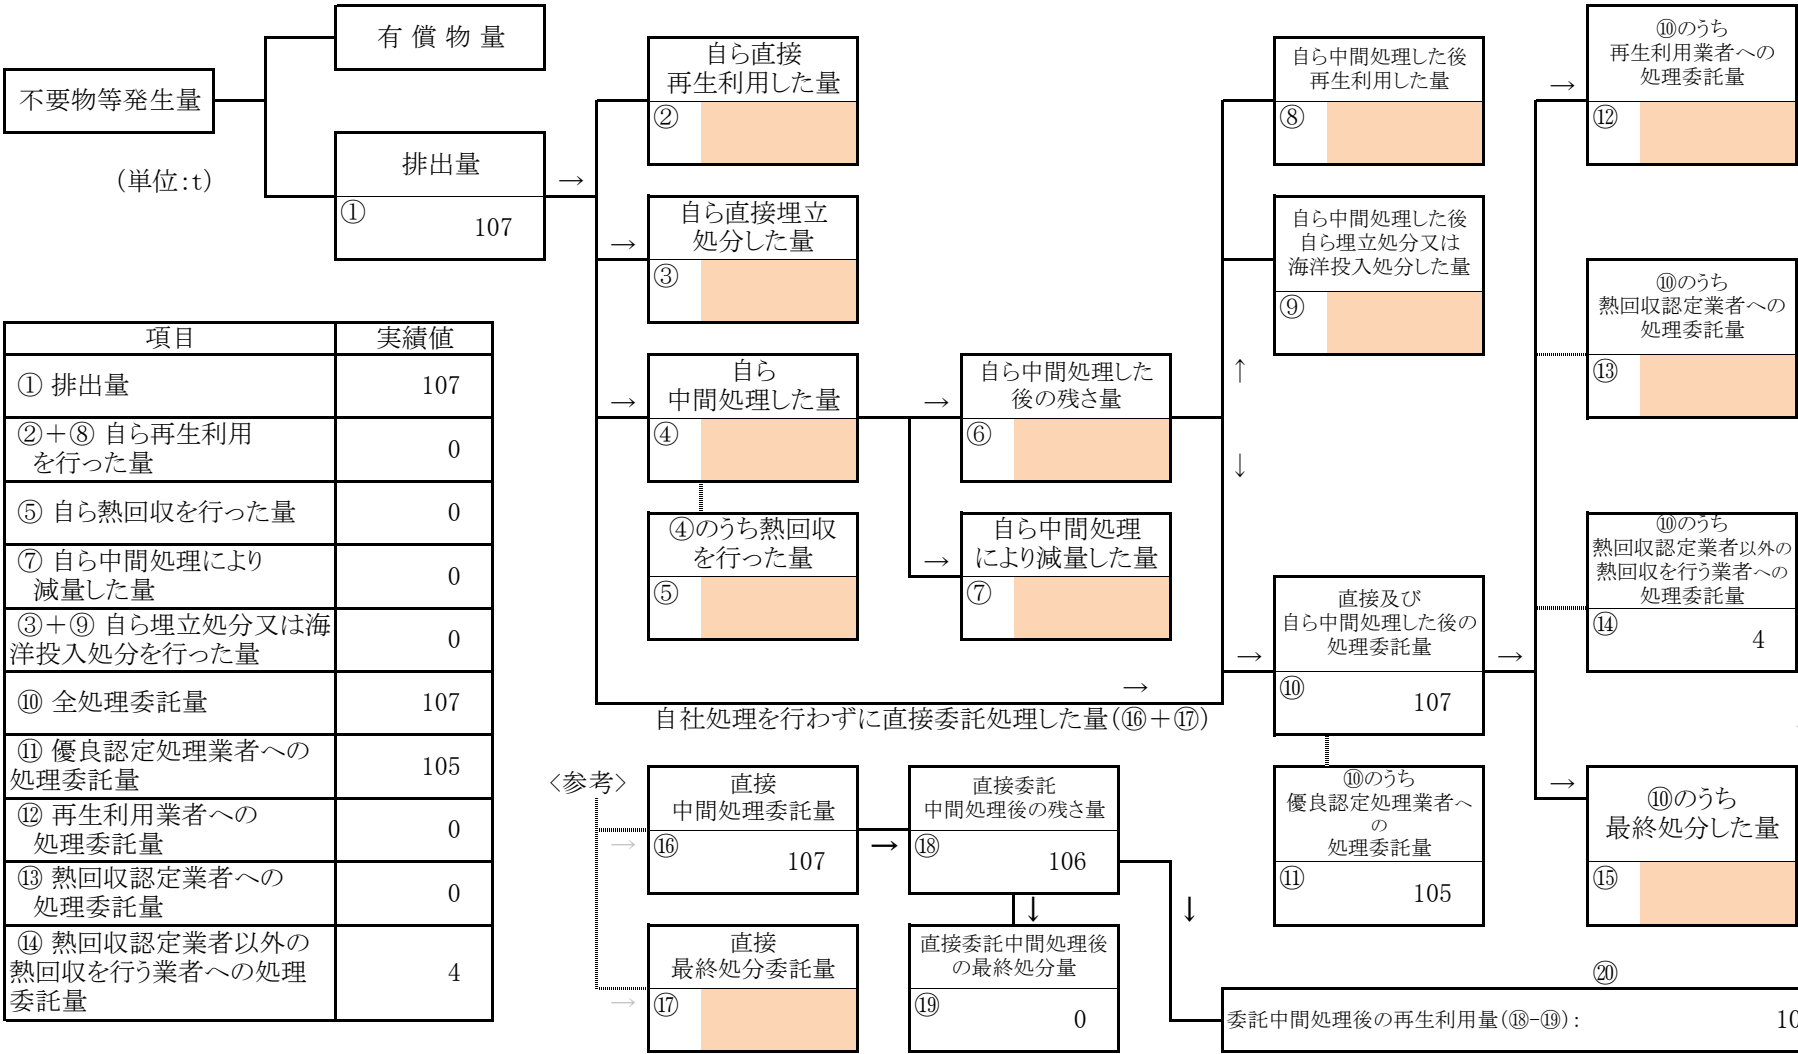 不要物等発生量
(単位:t)
有 償 物 量
排出量
①
107
→
自ら直接
再生利用した量
②
→
自ら直接埋立
処分した量
③
→
自ら
中間処理した量
④
④のうち熱回収
を行った量
⑤
→
自ら中間処理した
後の残さ量
⑥
→
自ら中間処理
により減量した量
⑦
↑
↓
自ら中間処理した後
再生利用した量
⑧
自ら中間処理した後
自ら埋立処分又は
海洋投入処分した量
⑨
→
自社処理を行わずに直接委託処理した量(⑯+⑰)
→
直接及び
自ら中間処理した後の
処理委託量
⑩
107
→
⑩のうち
優良認定処理業者へ
の
処理委託量
⑪
105
→
⑩のうち
再生利用業者への
処理委託量
⑫
⑩のうち
熱回収認定業者への
処理委託量
⑬
⑩のうち
熱回収認定業者以外の
熱回収を行う業者への
処理委託量
⑭
4
→
⑩のうち
最終処分した量
⑮
項目 実績値
① 排出量 107
②+⑧ 自ら再生利用
を行った量 0
⑤ 自ら熱回収を行った量 0
⑦ 自ら中間処理により
減量した量 0
③+⑨ 自ら埋立処分又は海
洋投入処分を行った量 0
⑩ 全処理委託量 107
⑪ 優良認定処理業者への
処理委託量 105
⑫ 再生利用業者への
処理委託量 0
⑬ 熱回収認定業者への
処理委託量 0
⑭ 熱回収認定業者以外の
熱回収を行う業者への処理
委託量 4
<参考>
→
直接
中間処理委託量
⑯
107
→
直接委託
中間処理後の残さ量
⑱
106
↓
↓
→
直接
最終処分委託量
⑰
直接委託中間処理後
の最終処分量
⑲
0
⑳
委託中間処理後の再生利用量(⑱-⑲):